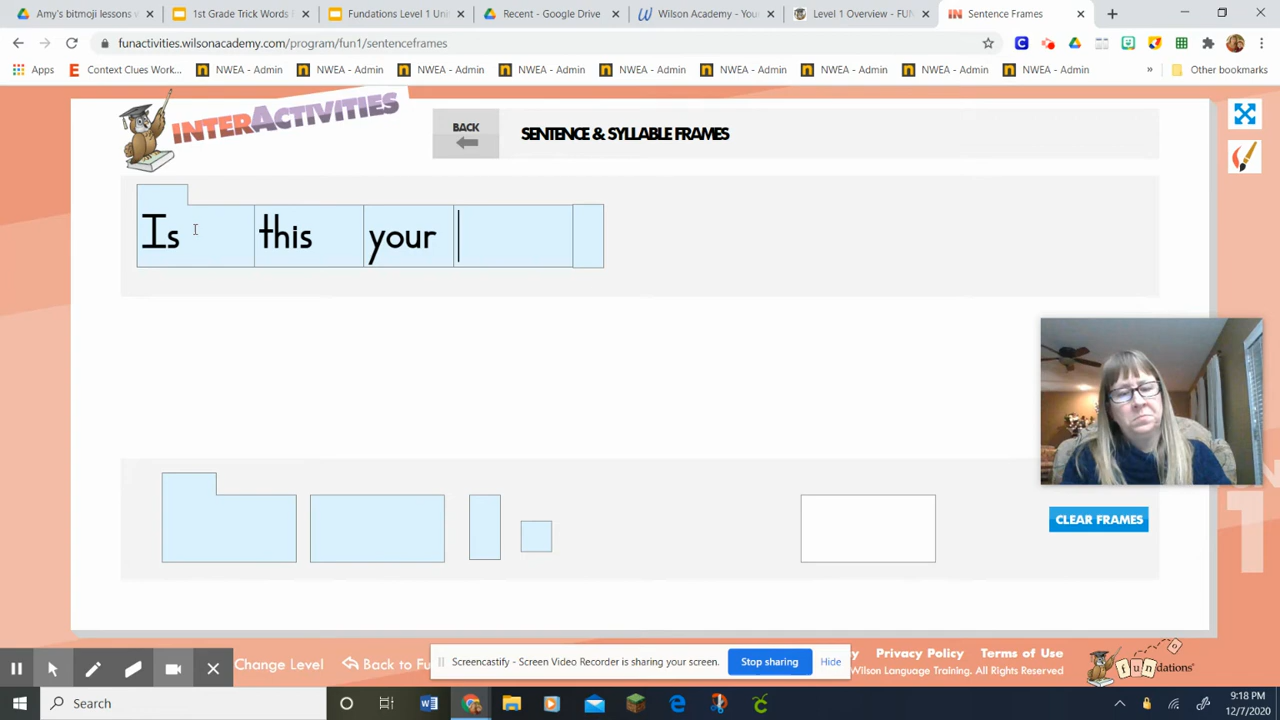 Amy's bitmoji lessons v
1st Grade Trick Words
Fundations Level 1 Uni
Recent - Google Drive
Wilson Academy - You
Level 1 Overview - FUN
Sentence Frames
funactivities.wilsonacademy.com/program/fun1/sentenceframes
Apps
Context Clues Work...
NWEA - Admin
NWEA - Admin
NWEA - Admin
NWEA - Admin
NWEA - Admin
NWEA - Admin
NWEA - Admin
NWEA - Admin
NWEA - Admin
»
Other bookmarks
INTERACTIVITIES
BACK
SENTENCE & SYLLABLE FRAMES
Is this your
CLEAR FRAMES
1
Change Level
Back to Fu
Screencastify - Screen Video Recorder is sharing your screen.
Stop sharing
Hide
y
Privacy Policy
Terms of Use
Wilson Language Training. All Rights Reserved
fundations
Search
9:18 PM
12/7/2020